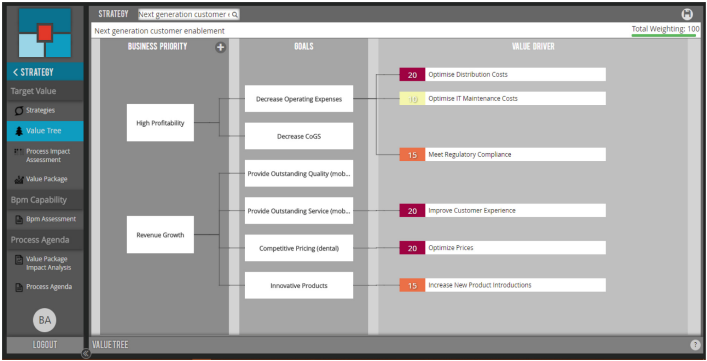 STRATEGY
Next generation customer e
Next generation customer enablement
Total Weighting: 100
BUSINESS PRIORITY
GOALS
VALUE DRIVER
< STRATEGY
Target Value
Strategies
Value Tree
Process Impact
Assessment
Value Package
Bpm Capability
Bpm Assessment
Process Agenda
Value Package
Impact Analysis
Process Agenda
BA
LOGOUT
High Profitability
Revenue Growth
Decrease Operating Expenses
Decrease CoGS
Provide Outstanding Quality (mob...
Provide Outstanding Service (mob...
Competitive Pricing (dental)
Innovative Products
20 Optimise Distribution Costs
10 Optimise IT Maintenance Costs
15 Meet Regulatory Compliance
20 Improve Customer Experience
20 Optimize Prices
15 Increase New Product Introductions
VALUETREE
?